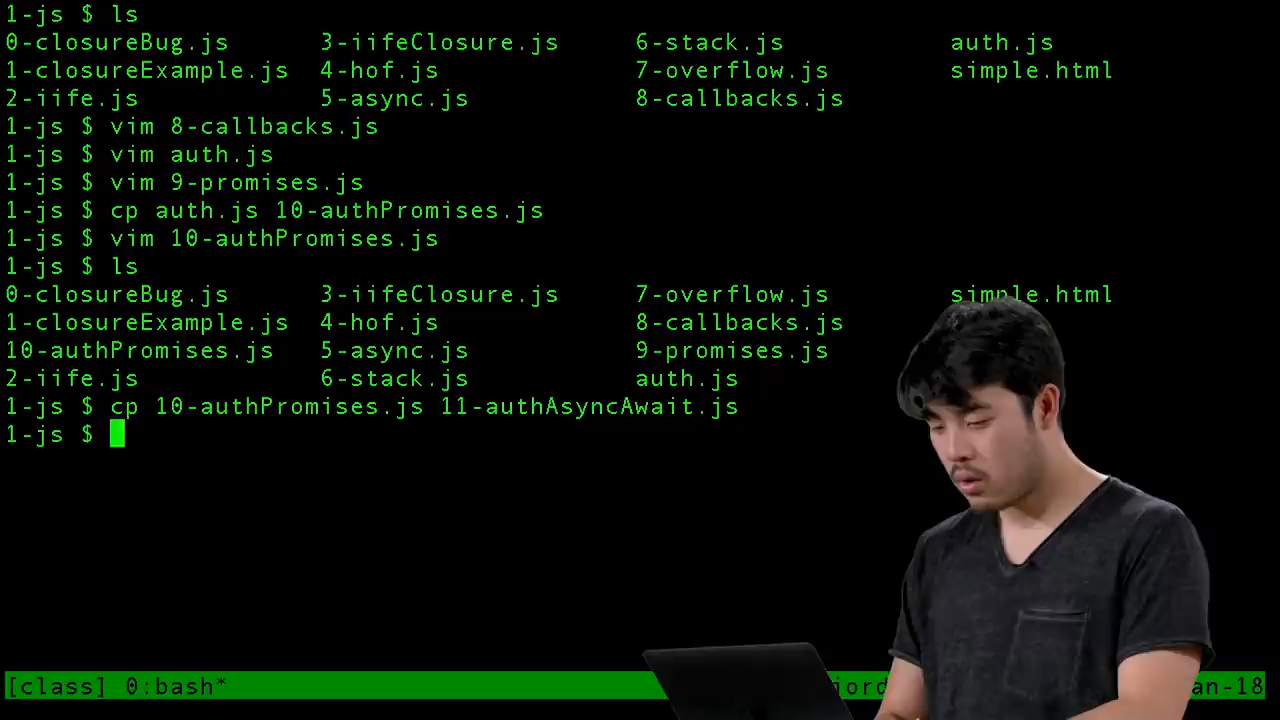 1-js $ ls
0-closureBug.js 3-iifeClosure.js 6-stack.js auth.js
1-closureExample.js 4-hof.js 7-overflow.js simple.html
2-iife.js 5-async.js 8-callbacks.js
1-js $ vim 8-callbacks.js
1-js $ vim auth.js
1-js $ vim 9-promises.js
1-js $ cp auth.js 10-authPromises.js
1-js $ vim 10-authPromises.js
1-js $ ls
0-closureBug.js 3-iifeClosure.js 7-overflow.js simple.html
1-closureExample.js 4-hof.js 8-callbacks.js
10-authPromises.js 5-async.js 9-promises.js
2-iife.js 6-stack.js auth.js
1-js $ cp 10-authPromises.js 11-authAsyncAwait.js
1-js $
[class] 0:bash*